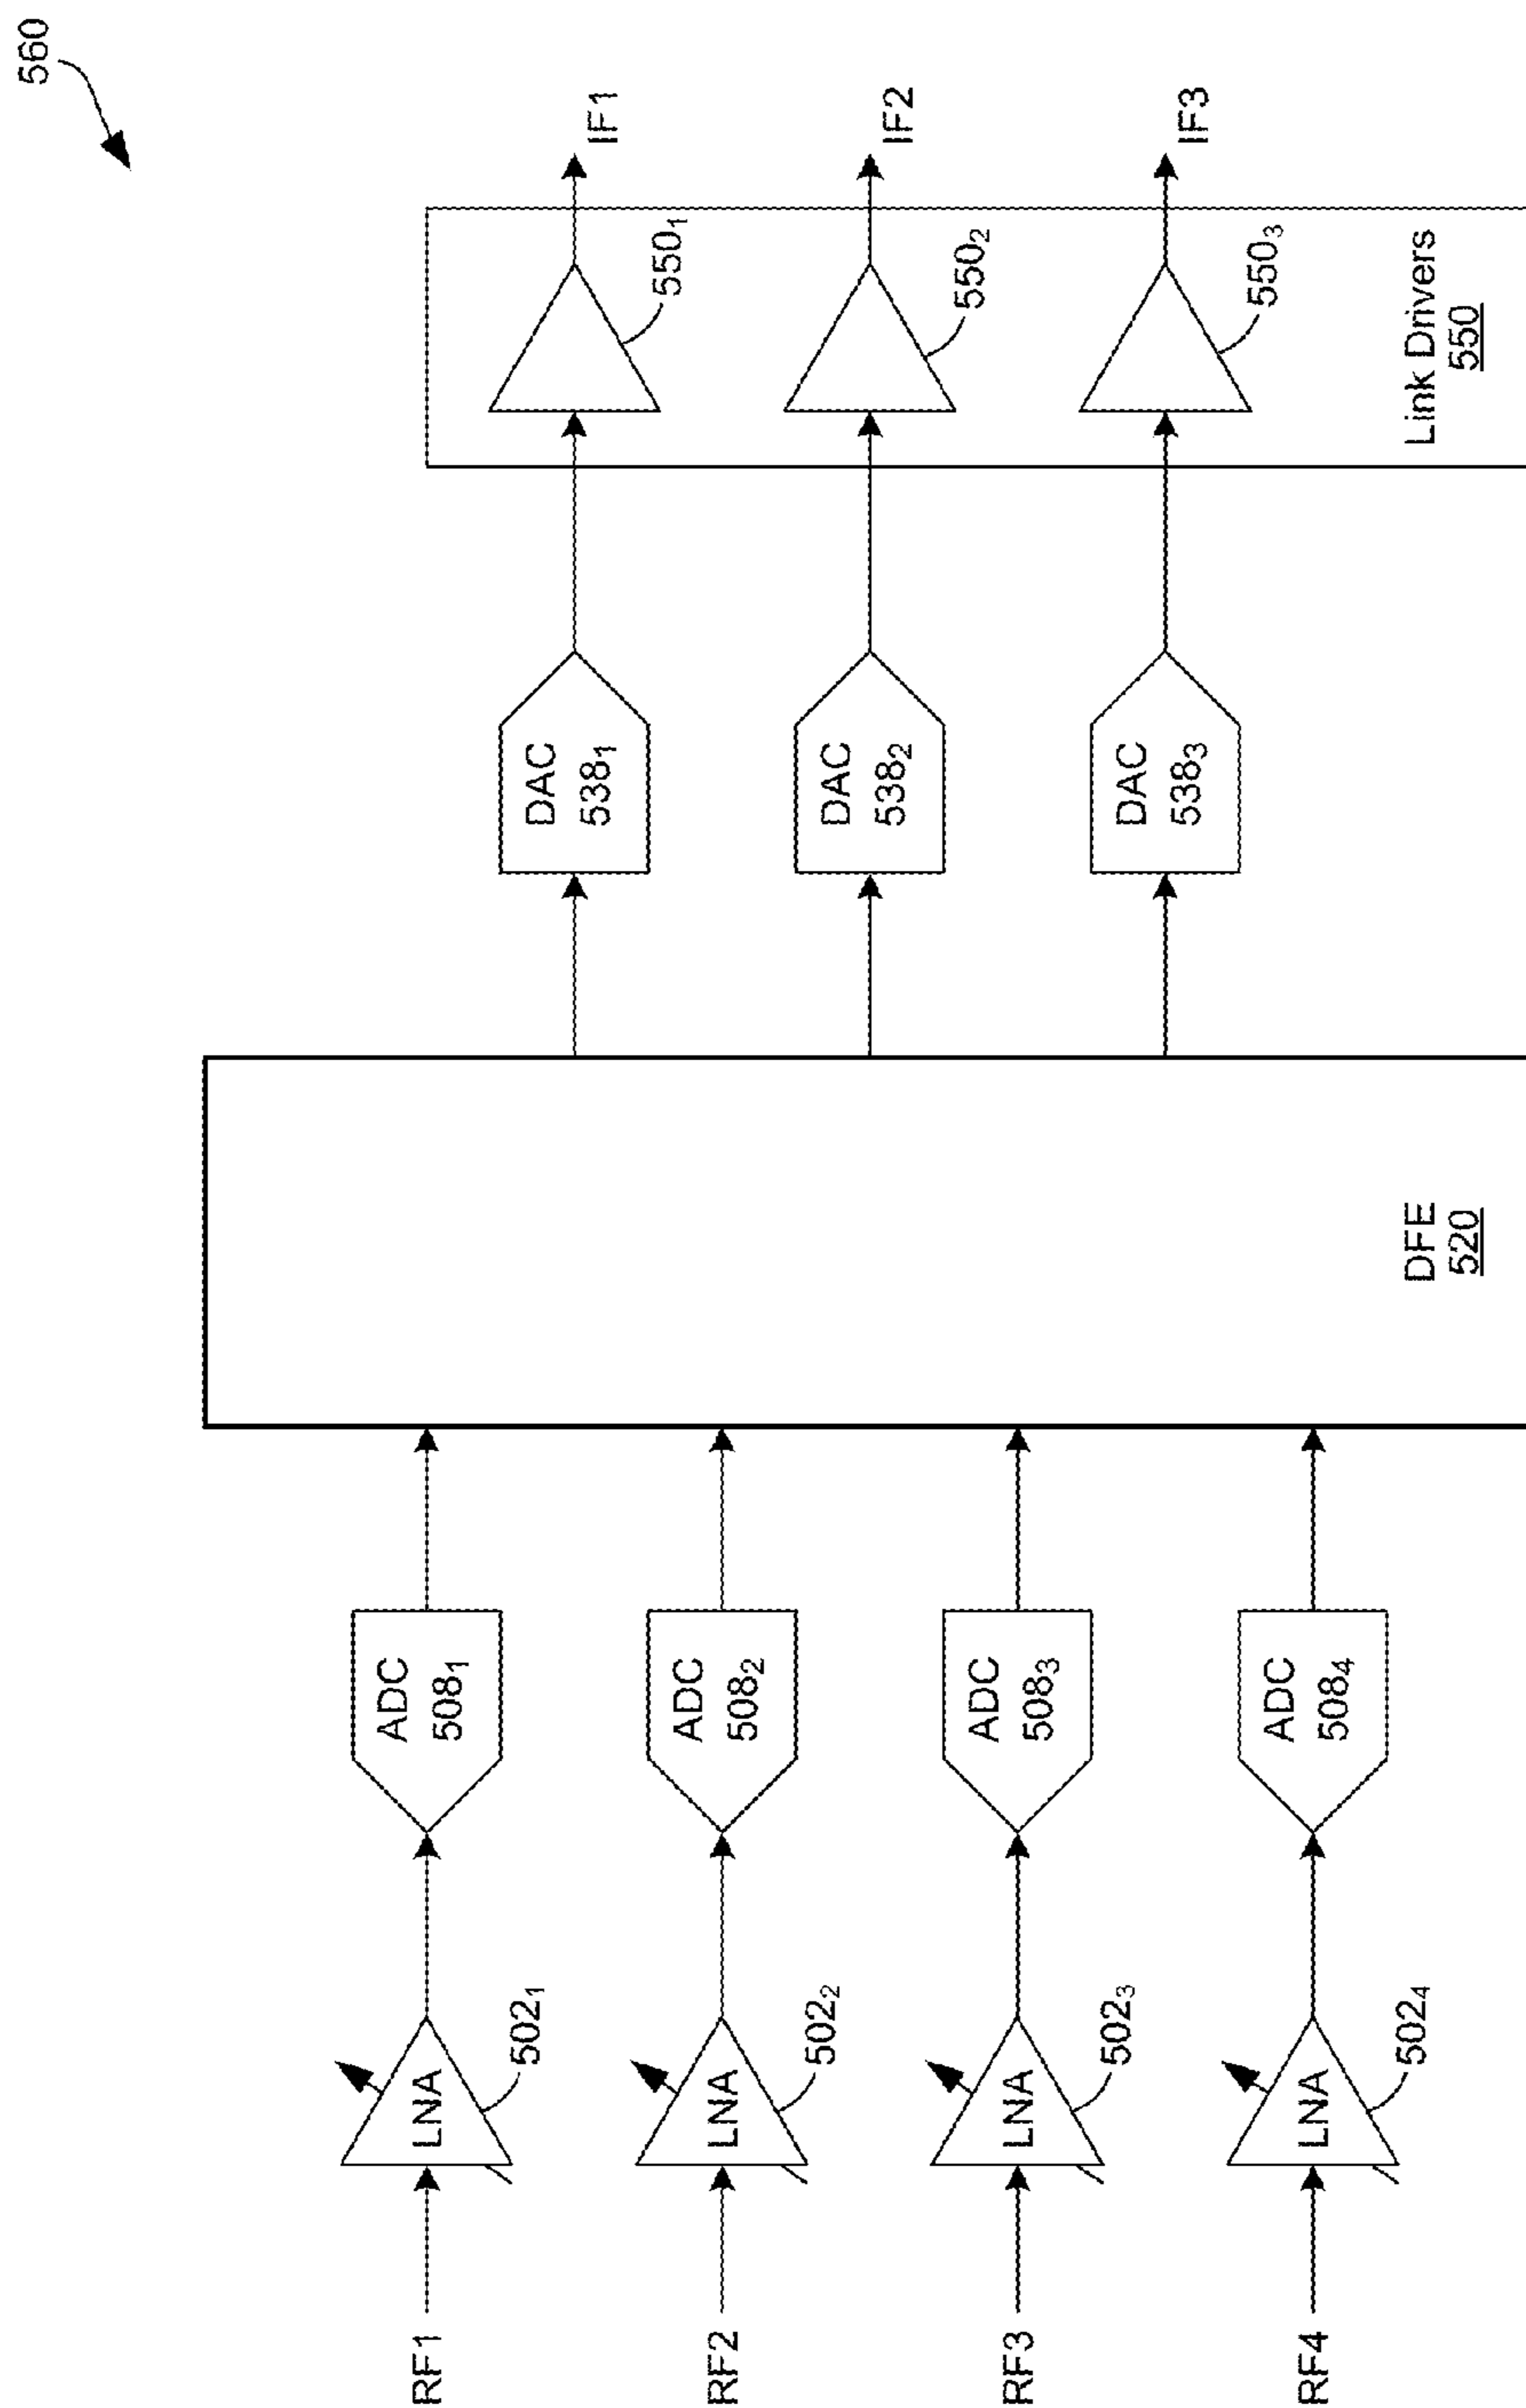 560
RF1
LNA
502₁
ADC
508₁
DAC
538₁
550₁
IF1
RF2
LNA
502₂
ADC
508₂
DAC
538₂
550₂
IF2
RF3
LNA
502₃
ADC
508₃
DAC
538₃
550₃
IF3
RF4
LNA
502₄
ADC
508₄
DFE
520
Link Drivers
550